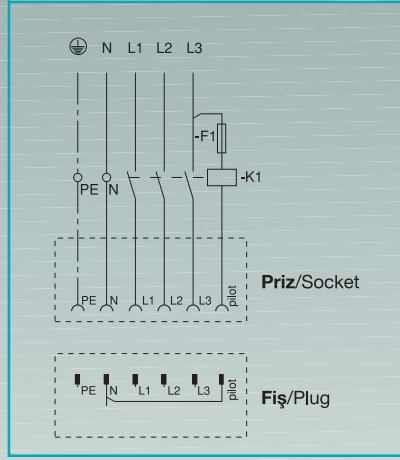 N L1 L2 L3
-F1
PE N -K1
PE N L1 L2 L3 pilot
Priz/Socket
PE N L1 L2 L3 pilot
Fiş/Plug